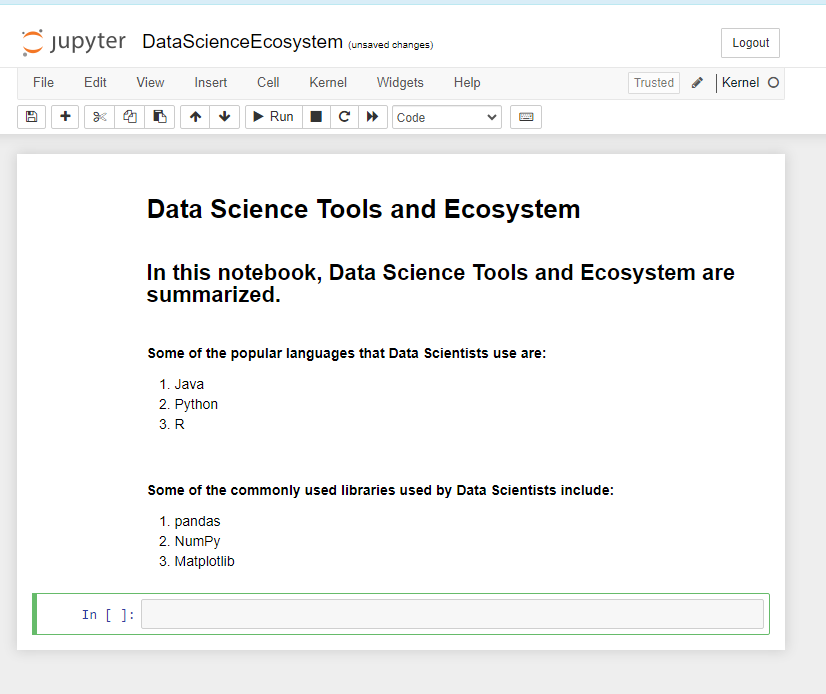 jupyter DataScienceEcosystem (unsaved changes) Logout
File Edit View Insert Cell Kernel Widgets Help Trusted Kernel
Run Code
Data Science Tools and Ecosystem
In this notebook, Data Science Tools and Ecosystem are
summarized.
Some of the popular languages that Data Scientists use are:
1. Java
2. Python
3. R
Some of the commonly used libraries used by Data Scientists include:
1. pandas
2. NumPy
3. Matplotlib
In [ ]: